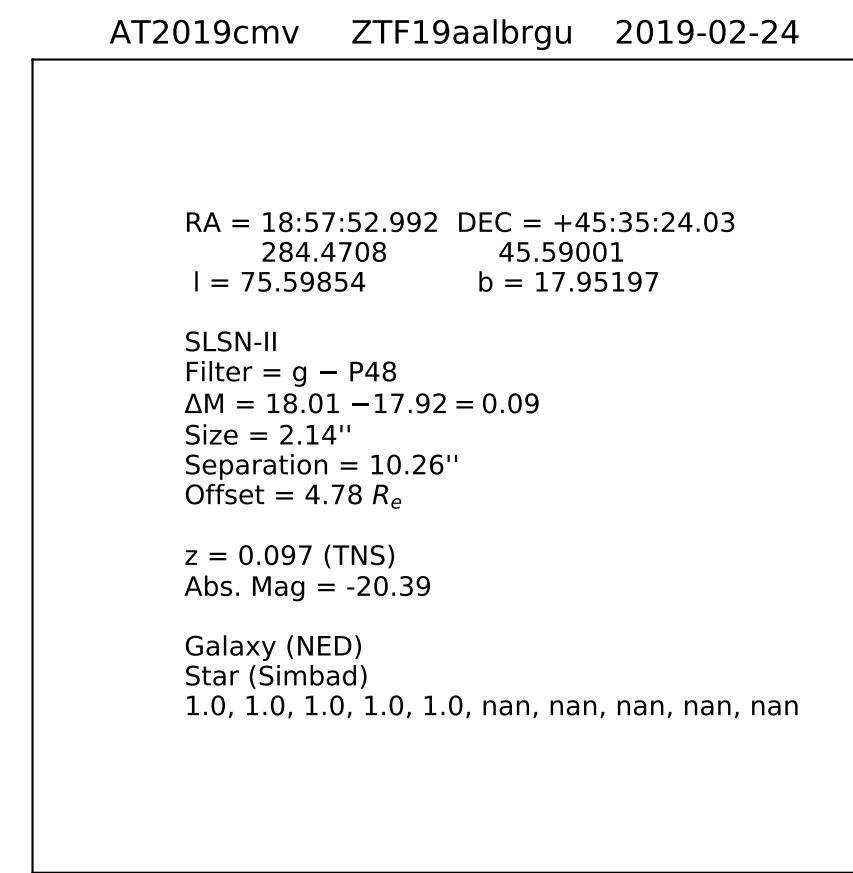 AT2019cmv ZTF19aalbrgu 2019-02-24
RA = 18:57:52.992 DEC = +45:35:24.03
284.4708 45.59001
l = 75.59854 b = 17.95197
SLSN-II
Filter = g − P48
ΔM = 18.01 −17.92 = 0.09
Size = 2.14''
Separation = 10.26''
Offset = 4.78 Rₑ
z = 0.097 (TNS)
Abs. Mag = -20.39
Galaxy (NED)
Star (Simbad)
1.0, 1.0, 1.0, 1.0, 1.0, nan, nan, nan, nan, nan